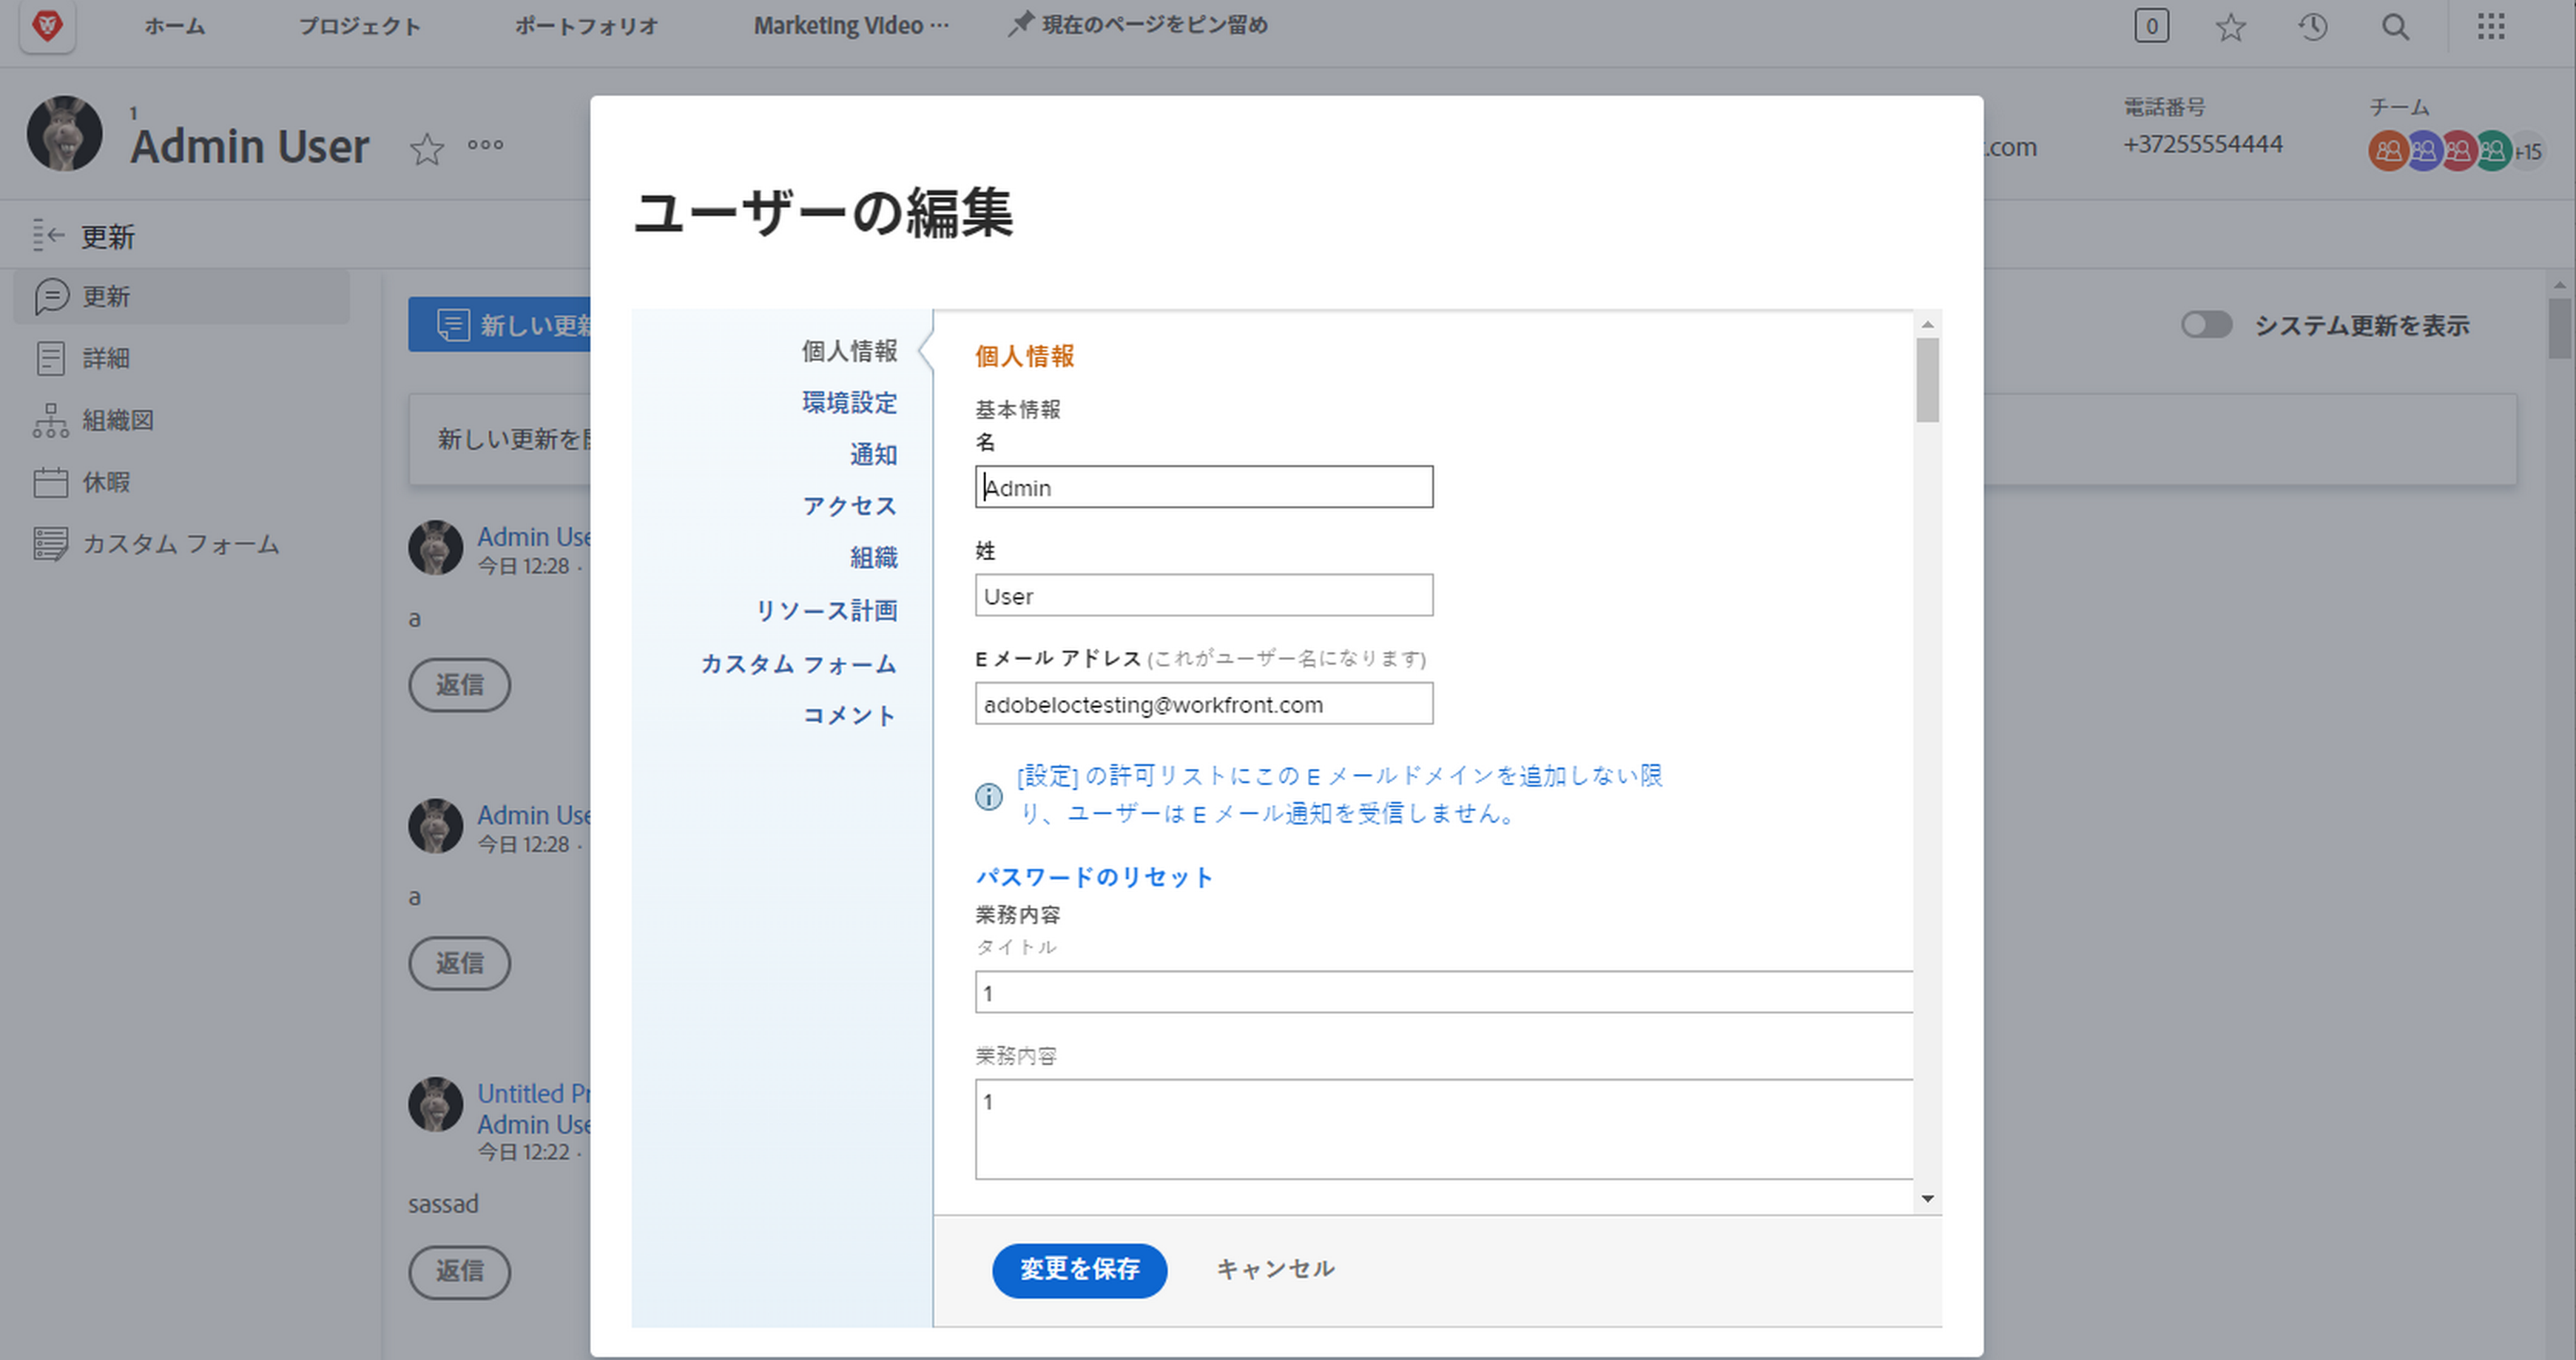 ホーム
プロジェクト
ポートフォリオ
Marketing Video ···
現在のページをピン留め
0
1
Admin User
.com
電話番号
+37255554444
チーム
+15
更新
更新
詳細
組織図
休暇
カスタム フォーム
新しい更新
システム更新を表示
新しい更新を
Admin Use
今日 12:28 ·
a
返信
Admin Use
今日 12:28 ·
a
返信
Untitled Pr
Admin Use
今日 12:22 ·
sassad
返信
ユーザーの編集
個人情報
環境設定
通知
アクセス
組織
リソース計画
カスタム フォーム
コメント
個人情報
基本情報
名
Admin
姓
User
E メール アドレス (これがユーザー名になります)
adobeloctesting@workfront.com
[設定] の許可リストにこの E メールドメインを追加しない限
り、ユーザーは E メール通知を受信しません。
パスワードのリセット
業務内容
タイトル
1
業務内容
1
変更を保存
キャンセル